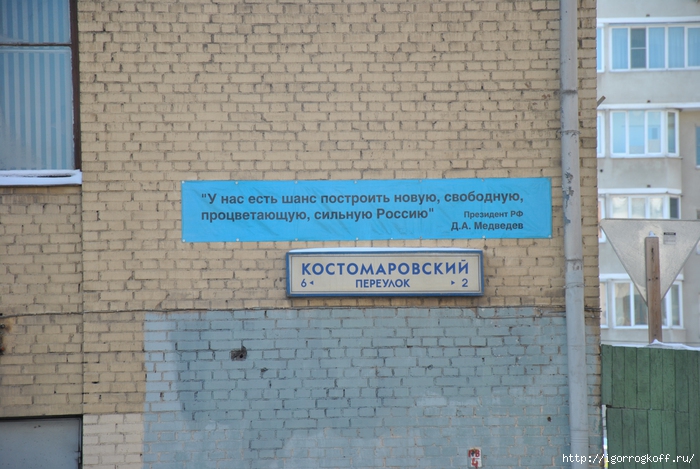 "У нас есть шанс построить новую, свободную,
процветающую, сильную Россию"
Президент РФ
Д.А. Медведев
КОСТОМАРОВСКИЙ
6 ◂ ПЕРЕУЛОК ▸ 2
http://igorrogkoff.ru/